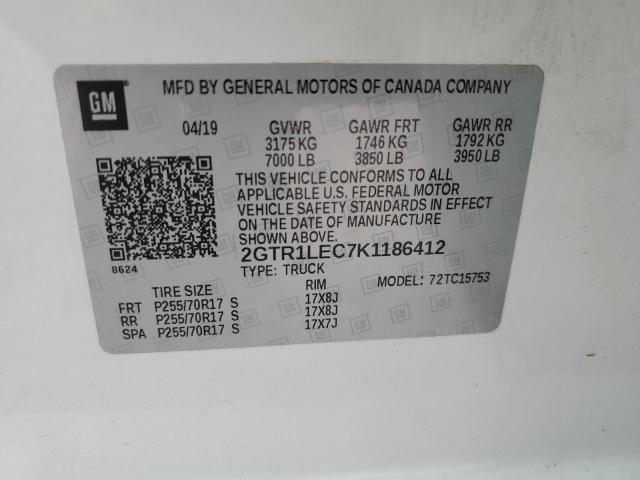 MFD BY GENERAL MOTORS OF CANADA COMPANY
GM
04/19 GVWR GAWR FRT GAWR RR
3175 KG 1746 KG 1792 KG
7000 LB 3850 LB 3950 LB
THIS VEHICLE CONFORMS TO ALL
APPLICABLE U.S. FEDERAL MOTOR
VEHICLE SAFETY STANDARDS IN EFFECT
ON THE DATE OF MANUFACTURE
SHOWN ABOVE.
2GTR1LEC7K1186412
8624
TYPE: TRUCK MODEL: 72TC15753
TIRE SIZE RIM
FRT P255/70R17 S 17X8J
RR P255/70R17 S 17X8J
SPA P255/70R17 S 17X7J